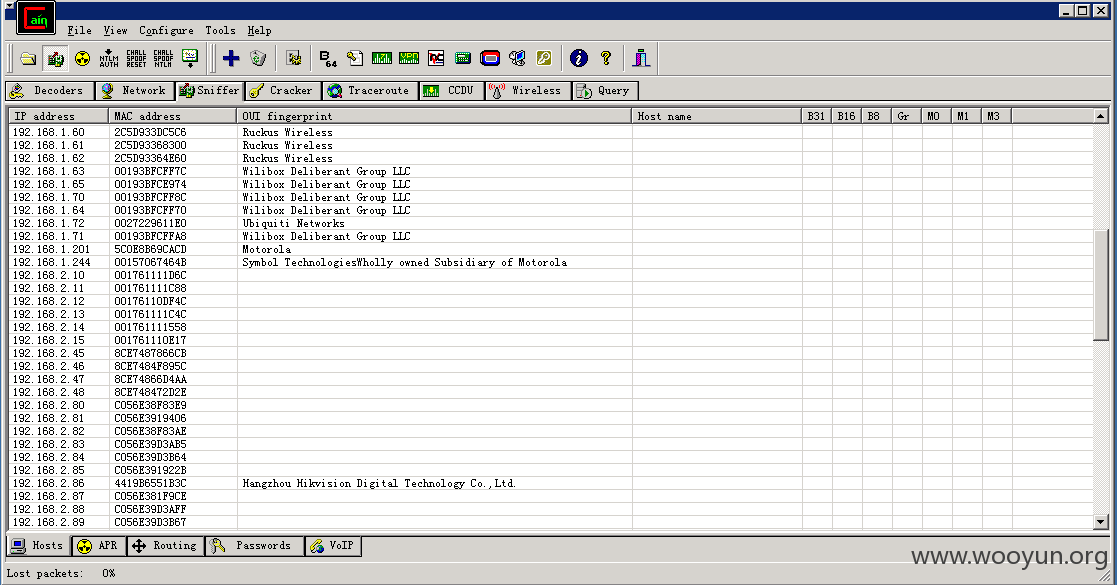 Caín
File View Configure Tools Help
NTLM AUTH CHALL SPOOF RESET CHALL SPOOF NTLM B64
Decoders Network Sniffer Cracker Traceroute CCDU Wireless Query
IP address MAC address OUI fingerprint Host name B31 B16 B8 Gr M0 M1 M3
192.168.1.60 2C5D933DC5C6 Ruckus Wireless
192.168.1.61 2C5D93368300 Ruckus Wireless
192.168.1.62 2C5D93364E60 Ruckus Wireless
192.168.1.63 00193BFCFF7C Wilibox Deliberant Group LLC
192.168.1.65 00193BFCE974 Wilibox Deliberant Group LLC
192.168.1.70 00193BFCFF8C Wilibox Deliberant Group LLC
192.168.1.64 00193BFCFF70 Wilibox Deliberant Group LLC
192.168.1.72 0027229611E0 Ubiquiti Networks
192.168.1.71 00193BFCFFA8 Wilibox Deliberant Group LLC
192.168.1.201 5C0E8B69CACD Motorola
192.168.1.244 00157067464B Symbol TechnologiesWholly owned Subsidiary of Motorola
192.168.2.10 001761111D6C
192.168.2.11 001761111C88
192.168.2.12 00176110DF4C
192.168.2.13 001761111C4C
192.168.2.14 001761111558
192.168.2.15 001761110E17
192.168.2.45 8CE7487866CB
192.168.2.46 8CE7484F895C
192.168.2.47 8CE74866D4AA
192.168.2.48 8CE748472D2E
192.168.2.80 C056E38F83E9
192.168.2.81 C056E3919406
192.168.2.82 C056E38F83AE
192.168.2.83 C056E39D3AB5
192.168.2.84 C056E39D3B64
192.168.2.85 C056E391922B
192.168.2.86 4419B6551B3C Hangzhou Hikvision Digital Technology Co.,Ltd.
192.168.2.87 C056E381F9CE
192.168.2.88 C056E39D3AFF
192.168.2.89 C056E39D3B67
Hosts APR Routing Passwords VoIP
www.wooyun.org
Lost packets: 0%